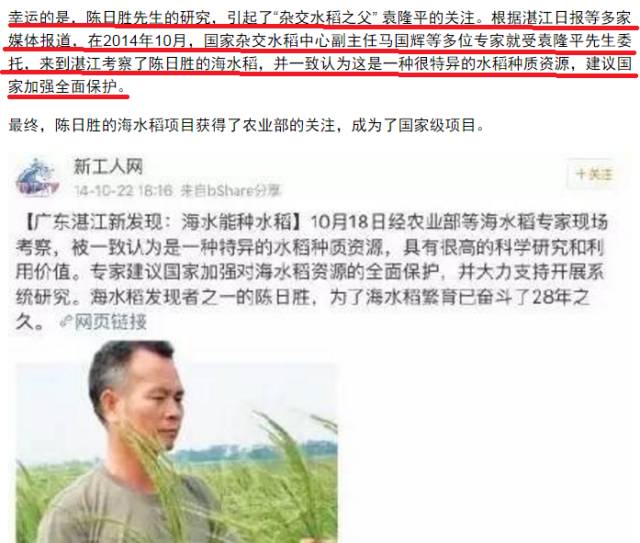 幸运的是，陈日胜先生的研究，引起了“杂交水稻之父” 袁隆平的关注。根据湛江日报等多家
媒体报道，在2014年10月，国家杂交水稻中心副主任马国辉等多位专家就受袁隆平先生委
托，来到湛江考察了陈日胜的海水稻，并一致认为这是一种很特异的水稻种质资源，建议国
家加强全面保护。
最终，陈日胜的海水稻项目获得了农业部的关注，成为了国家级项目。
新工人网
14-10-22 18:16 来自bShare分享
+关注
【广东湛江新发现：海水能种水稻】10月18日经农业部等海水稻专家现场
考察，被一致认为是一种特异的水稻种质资源，具有很高的科学研究和利
用价值。专家建议国家加强对海水稻资源的全面保护，并大力支持开展系
统研究。海水稻发现者之一的陈日胜，为了海水稻繁育已奋斗了28年之
久。 网页链接